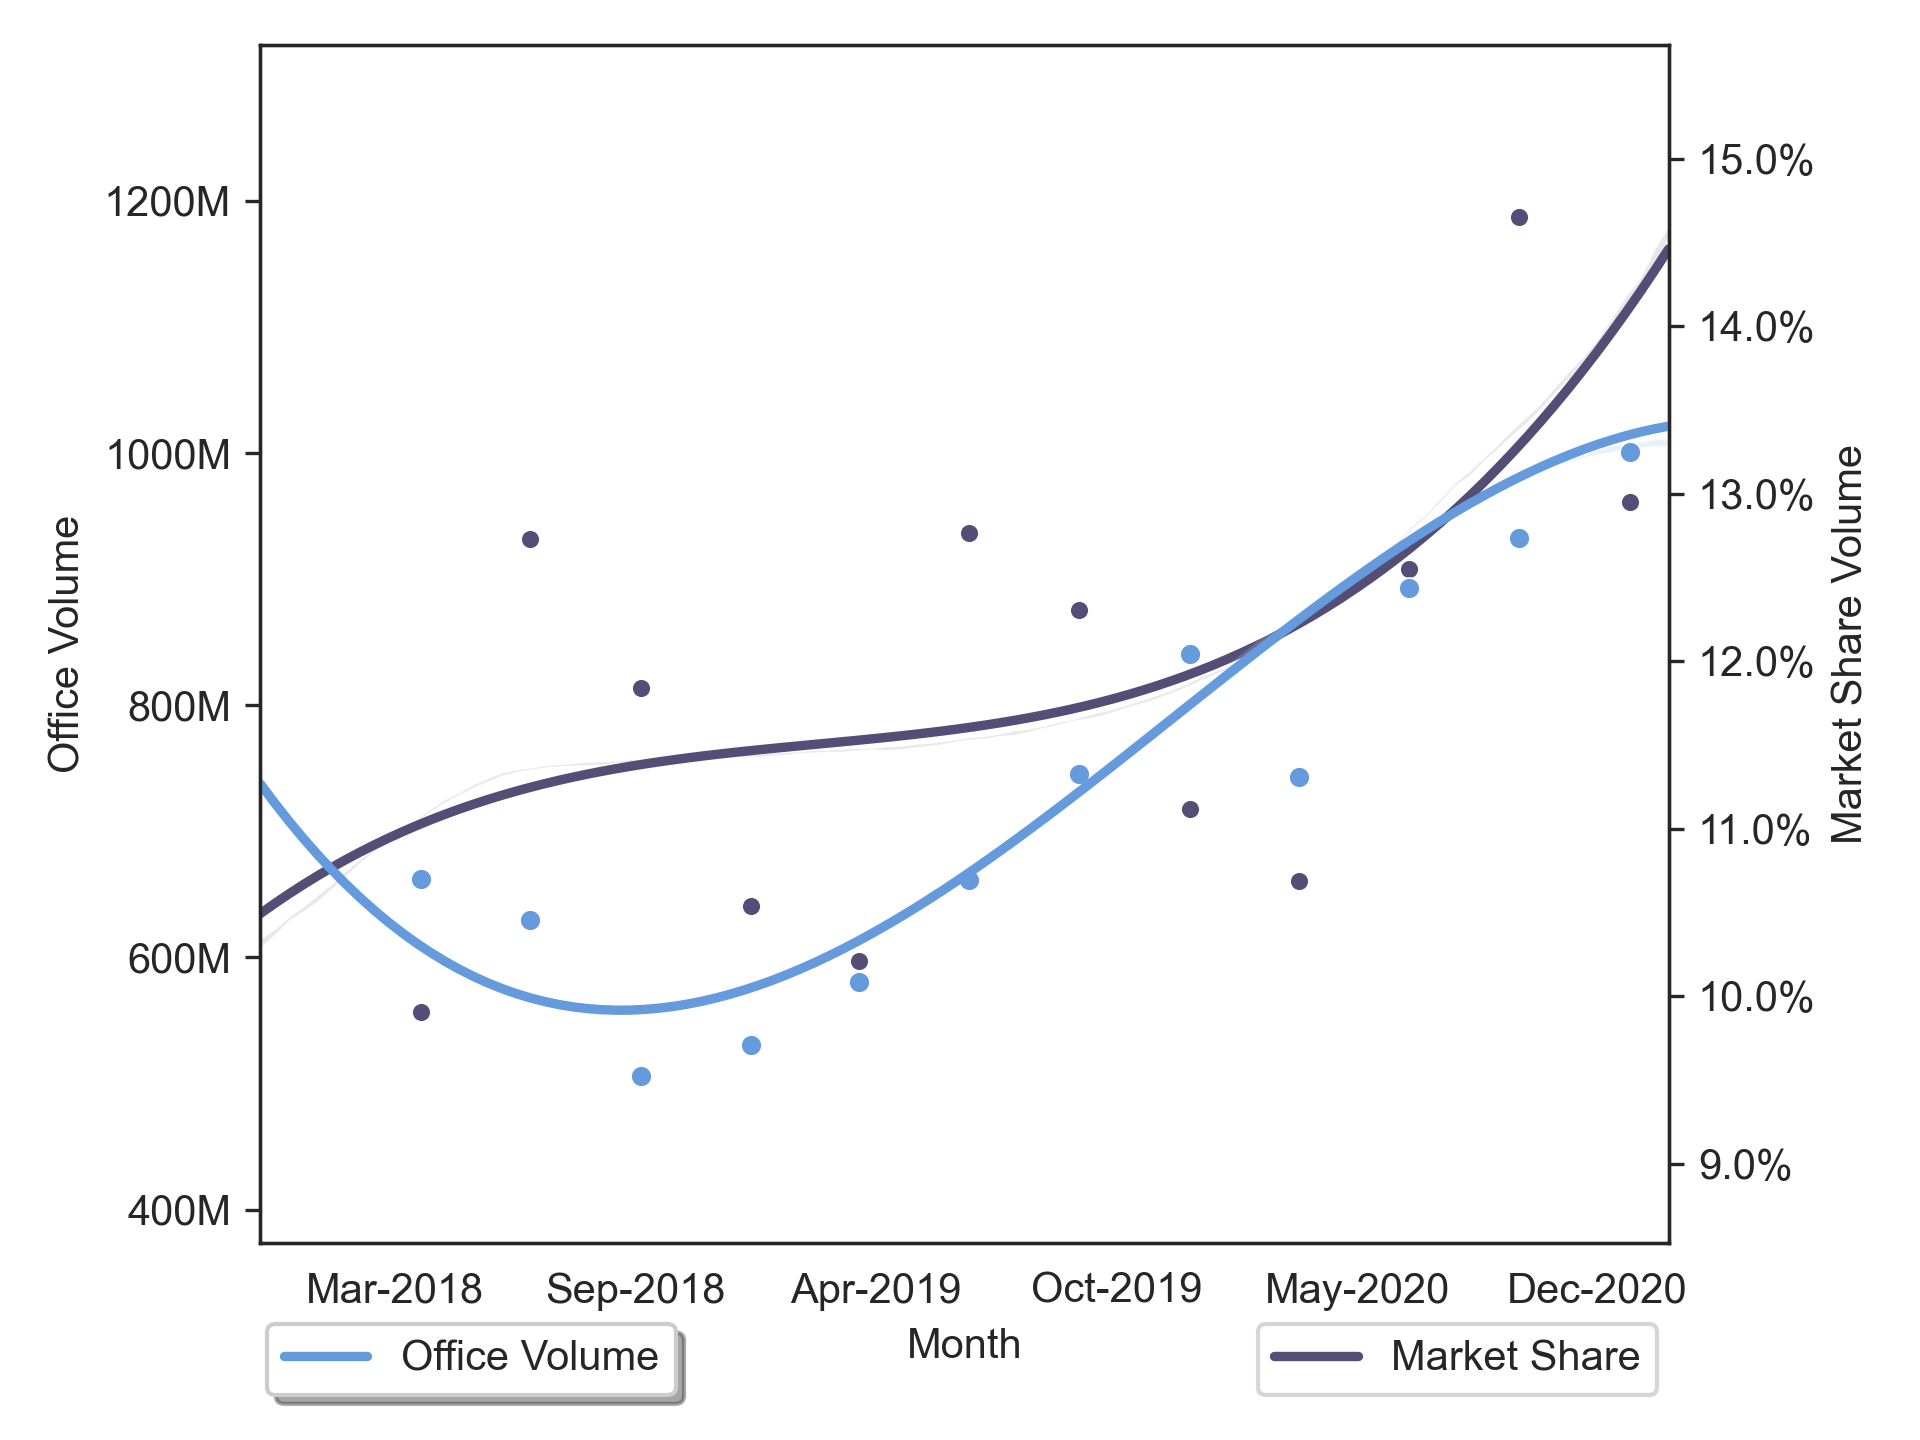 1200M
1000M
800M
600M
400M
Office Volume
15.0%
14.0%
13.0%
12.0%
11.0%
10.0%
9.0%
Market Share Volume
Mar-2018 Sep-2018 Apr-2019 Oct-2019 May-2020 Dec-2020
Month
Office Volume
Market Share